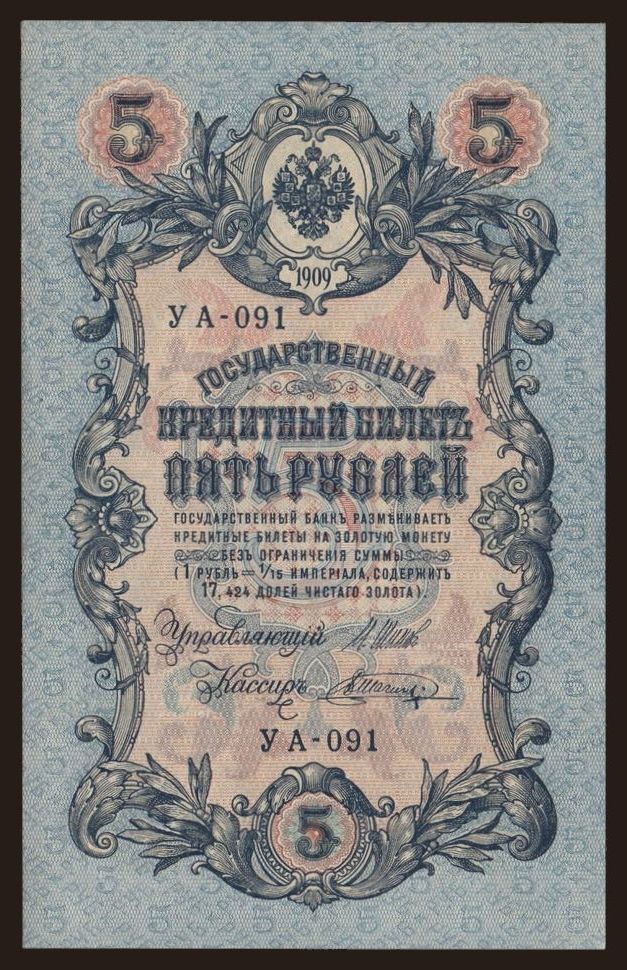 5 5
1909
УА-091
ГОСУДАРСТВЕННЫЙ
КРЕДИТНЫЙ БИЛЕТЪ
ПЯТЬ РУБЛЕЙ
ГОСУДАРСТВЕННЫЙ БАНКЪ РАЗМѢНИВАЕТЪ
КРЕДИТНЫЕ БИЛЕТЫ НА ЗОЛОТУЮ МОНЕТУ
БЕЗЪ ОГРАНИЧЕНІЯ СУММЫ
(1 РУБЛЬ = 1/15 ИМПЕРІАЛА, СОДЕРЖИТЪ
17,424 ДОЛЕЙ ЧИСТАГО ЗОЛОТА).
Управляющій
Кассиръ
УА-091
5